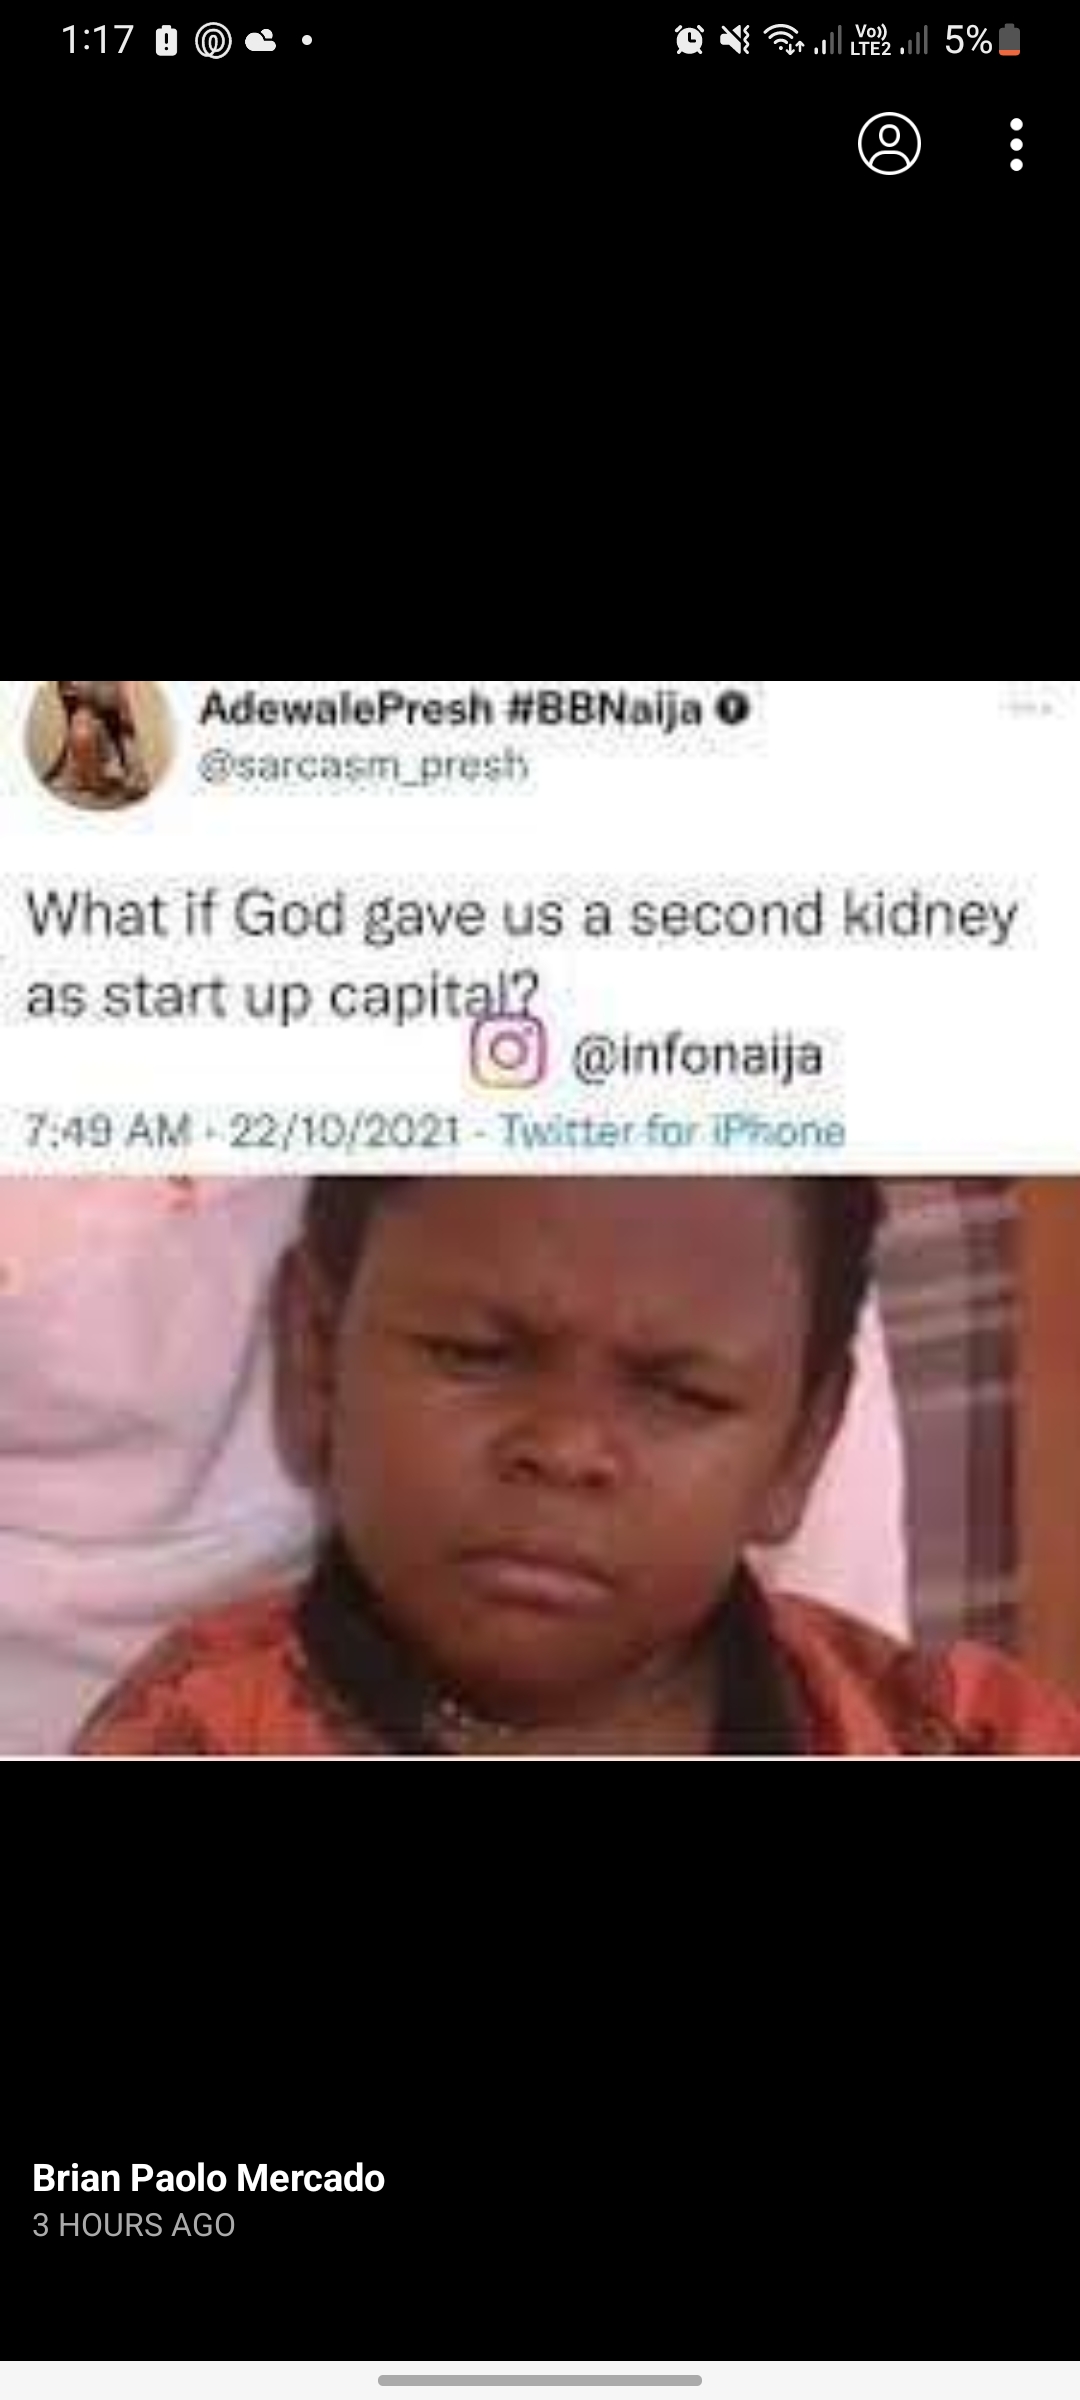 1:17
Vo))
LTE2
5%
AdewalePresh #BBNaija
@sarcasm_presh
What if God gave us a second kidney
as start up capital?
@infonaija
7:49 AM · 22/10/2021 · Twitter for iPhone
Brian Paolo Mercado
3 HOURS AGO